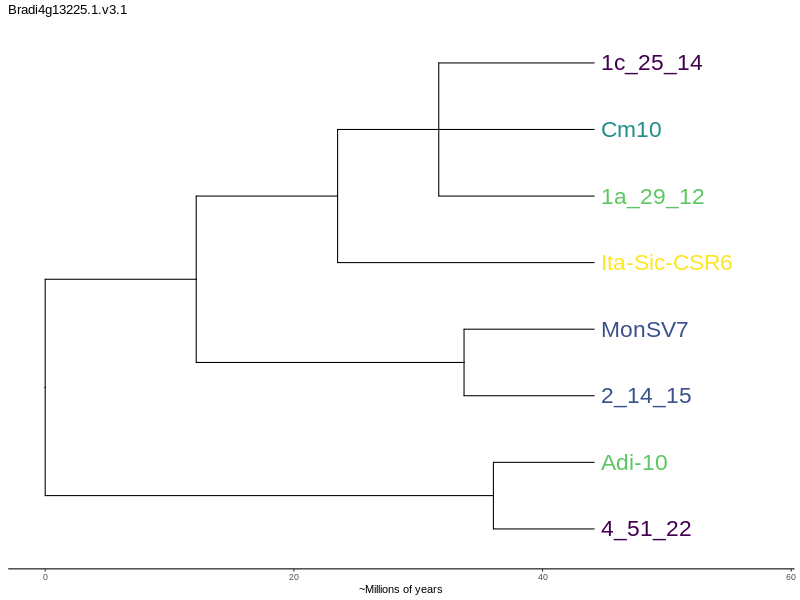 Bradi4g13225.1.v3.1
1c_25_14
Cm10
1a_29_12
Ita-Sic-CSR6
MonSV7
2_14_15
Adi-10
4_51_22
0 20 40 60
~Millions of years